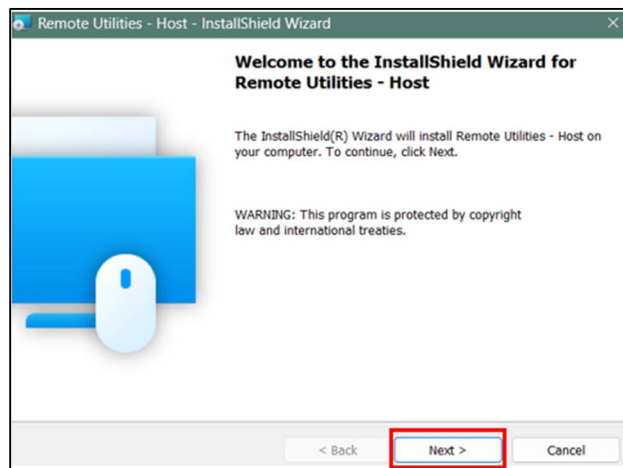 Remote Utilities - Host - InstallShield Wizard
Welcome to the InstallShield Wizard for
Remote Utilities - Host
The InstallShield(R) Wizard will install Remote Utilities - Host on
your computer. To continue, click Next.
WARNING: This program is protected by copyright
law and international treaties.
< Back
Next >
Cancel